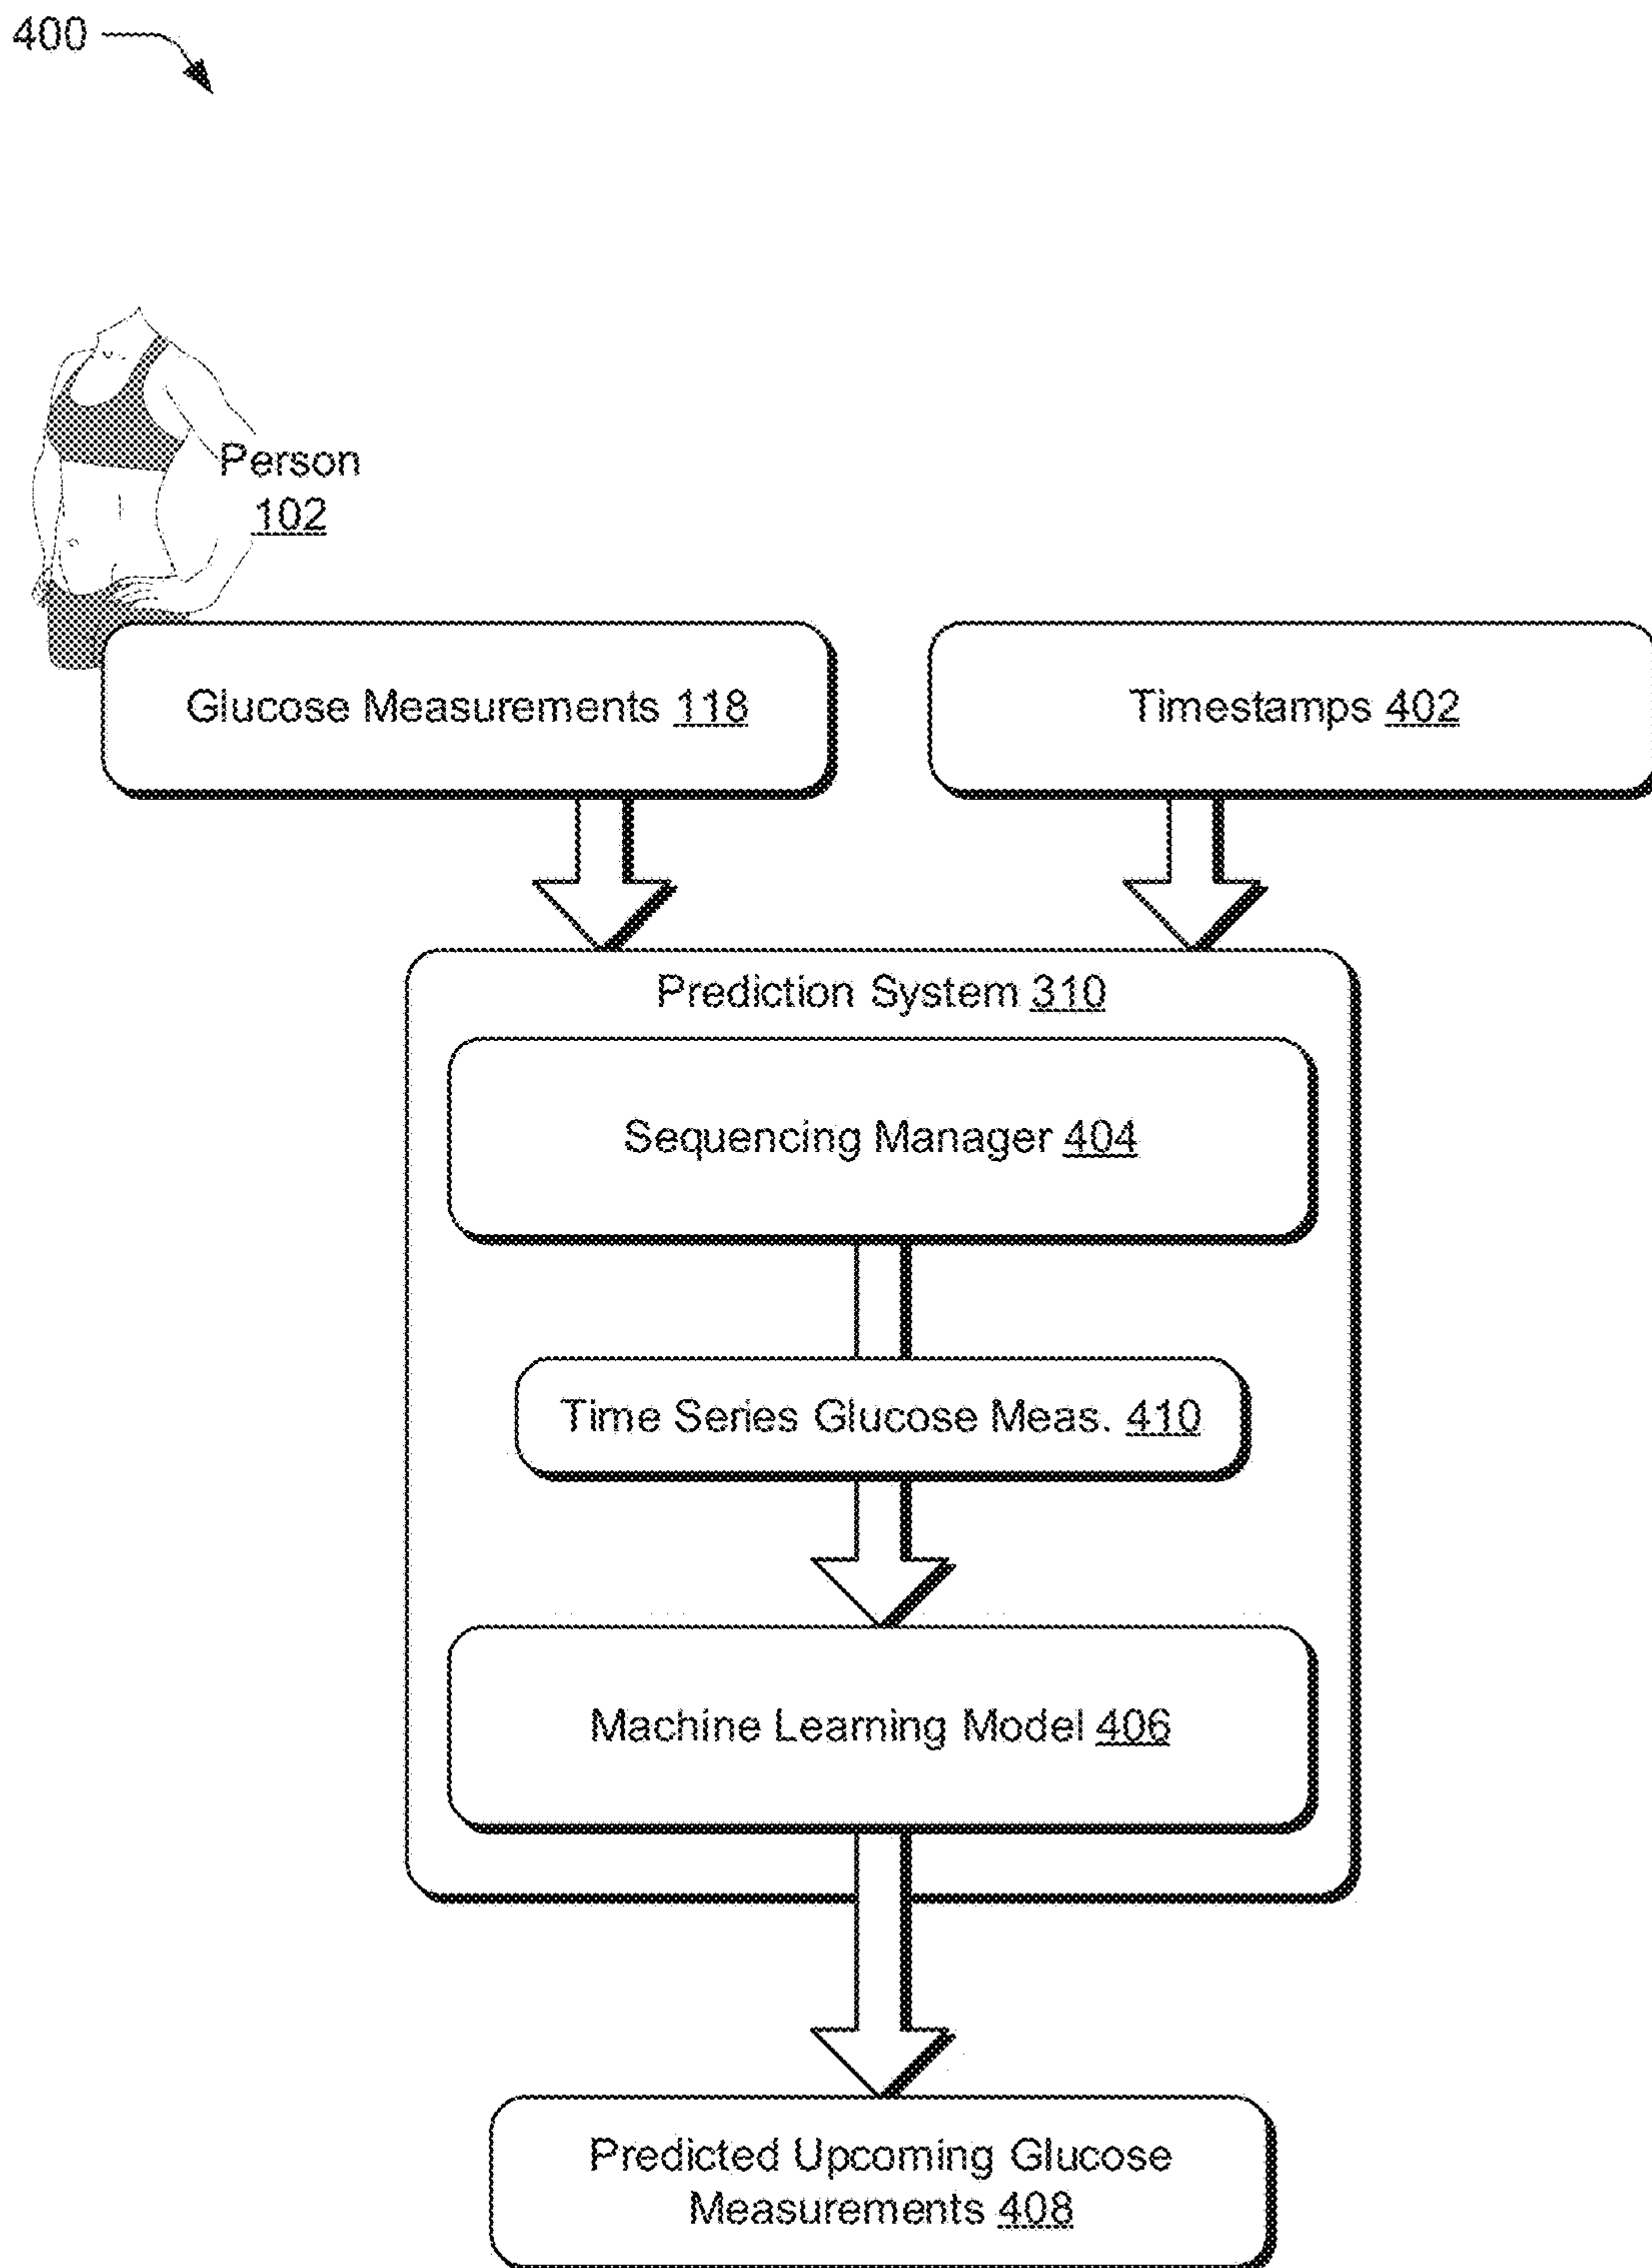 400
Person
102
Glucose Measurements 118
Timestamps 402
Prediction System 310
Sequencing Manager 404
Time Series Glucose Meas. 410
Machine Learning Model 406
Predicted Upcoming Glucose
Measurements 408